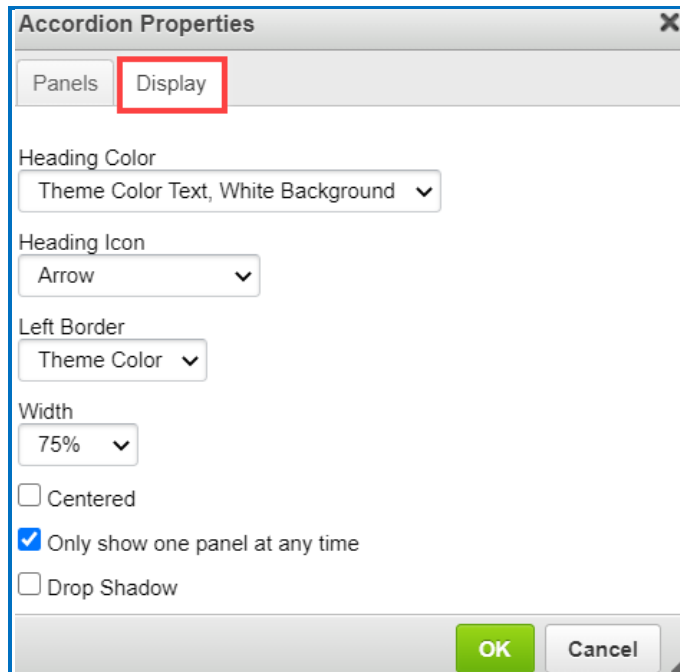 Accordion Properties
Panels Display
Heading Color
Theme Color Text, White Background
Heading Icon
Arrow
Left Border
Theme Color
Width
75%
Centered
Only show one panel at any time
Drop Shadow
OK Cancel